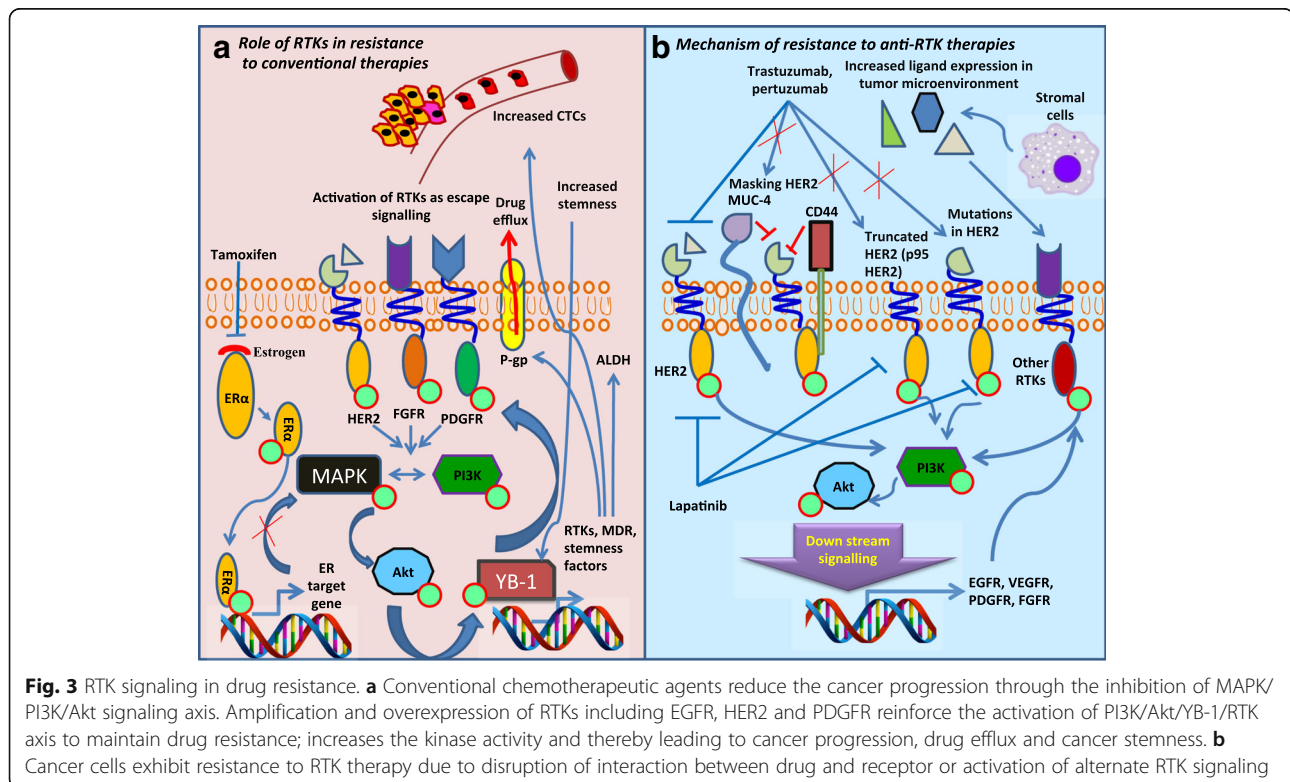 a Role of RTKs in resistance
to conventional therapies
Increased CTCs
Activation of RTKs as escape
signalling
Drug
efflux
Increased
stemness
Tamoxifen
Estrogen
ERα
ERα
ERα
HER2
FGFR
PDGFR
P-gp
ALDH
MAPK
PI3K
Akt
YB-1
RTKs, MDR,
stemness
factors
ER
target
gene
b Mechanism of resistance to anti-RTK therapies
Trastuzumab,
pertuzumab
Increased ligand expression in
tumor microenvironment
Stromal
cells
Masking HER2
MUC-4
CD44
Truncated
HER2 (p95
HER2)
Mutations
in HER2
HER2
Other
RTKs
PI3K
Akt
Lapatinib
Down stream
signalling
EGFR, VEGFR,
PDGFR, FGFR
Fig. 3 RTK signaling in drug resistance. a Conventional chemotherapeutic agents reduce the cancer progression through the inhibition of MAPK/
PI3K/Akt signaling axis. Amplification and overexpression of RTKs including EGFR, HER2 and PDGFR reinforce the activation of PI3K/Akt/YB-1/RTK
axis to maintain drug resistance; increases the kinase activity and thereby leading to cancer progression, drug efflux and cancer stemness. b
Cancer cells exhibit resistance to RTK therapy due to disruption of interaction between drug and receptor or activation of alternate RTK signaling